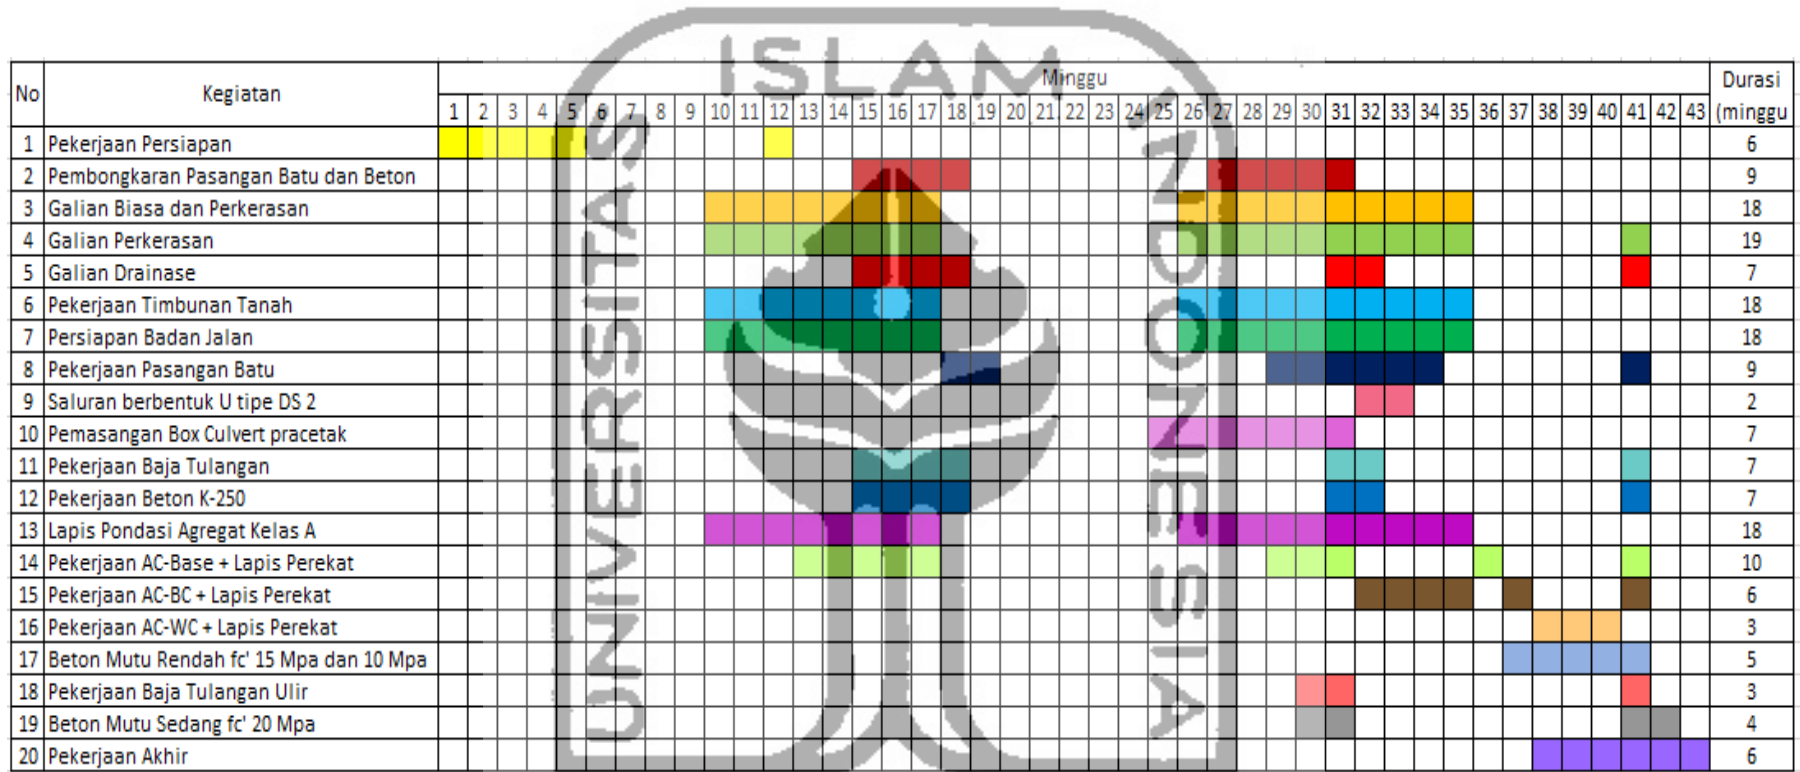 ISLAM
No Kegiatan Minggu Durasi (minggu
1 2 3 4 5 6 7 8 9 10 11 12 13 14 15 16 17 18 19 20 21 22 23 24 25 26 27 28 29 30 31 32 33 34 35 36 37 38 39 40 41 42 43
1 Pekerjaan Persiapan 6
2 Pembongkaran Pasangan Batu dan Beton 9
3 Galian Biasa dan Perkerasan 18
4 Galian Perkerasan 19
5 Galian Drainase 7
6 Pekerjaan Timbunan Tanah 18
7 Persiapan Badan Jalan 18
8 Pekerjaan Pasangan Batu 9
9 Saluran berbentuk U tipe DS 2 2
10 Pemasangan Box Culvert pracetak 7
11 Pekerjaan Baja Tulangan 7
12 Pekerjaan Beton K-250 7
13 Lapis Pondasi Agregat Kelas A 18
14 Pekerjaan AC-Base + Lapis Perekat 10
15 Pekerjaan AC-BC + Lapis Perekat 6
16 Pekerjaan AC-WC + Lapis Perekat 3
17 Beton Mutu Rendah fc' 15 Mpa dan 10 Mpa 5
18 Pekerjaan Baja Tulangan Ulir 3
19 Beton Mutu Sedang fc' 20 Mpa 4
20 Pekerjaan Akhir 6
UNIVERSITAS
INDONESIA